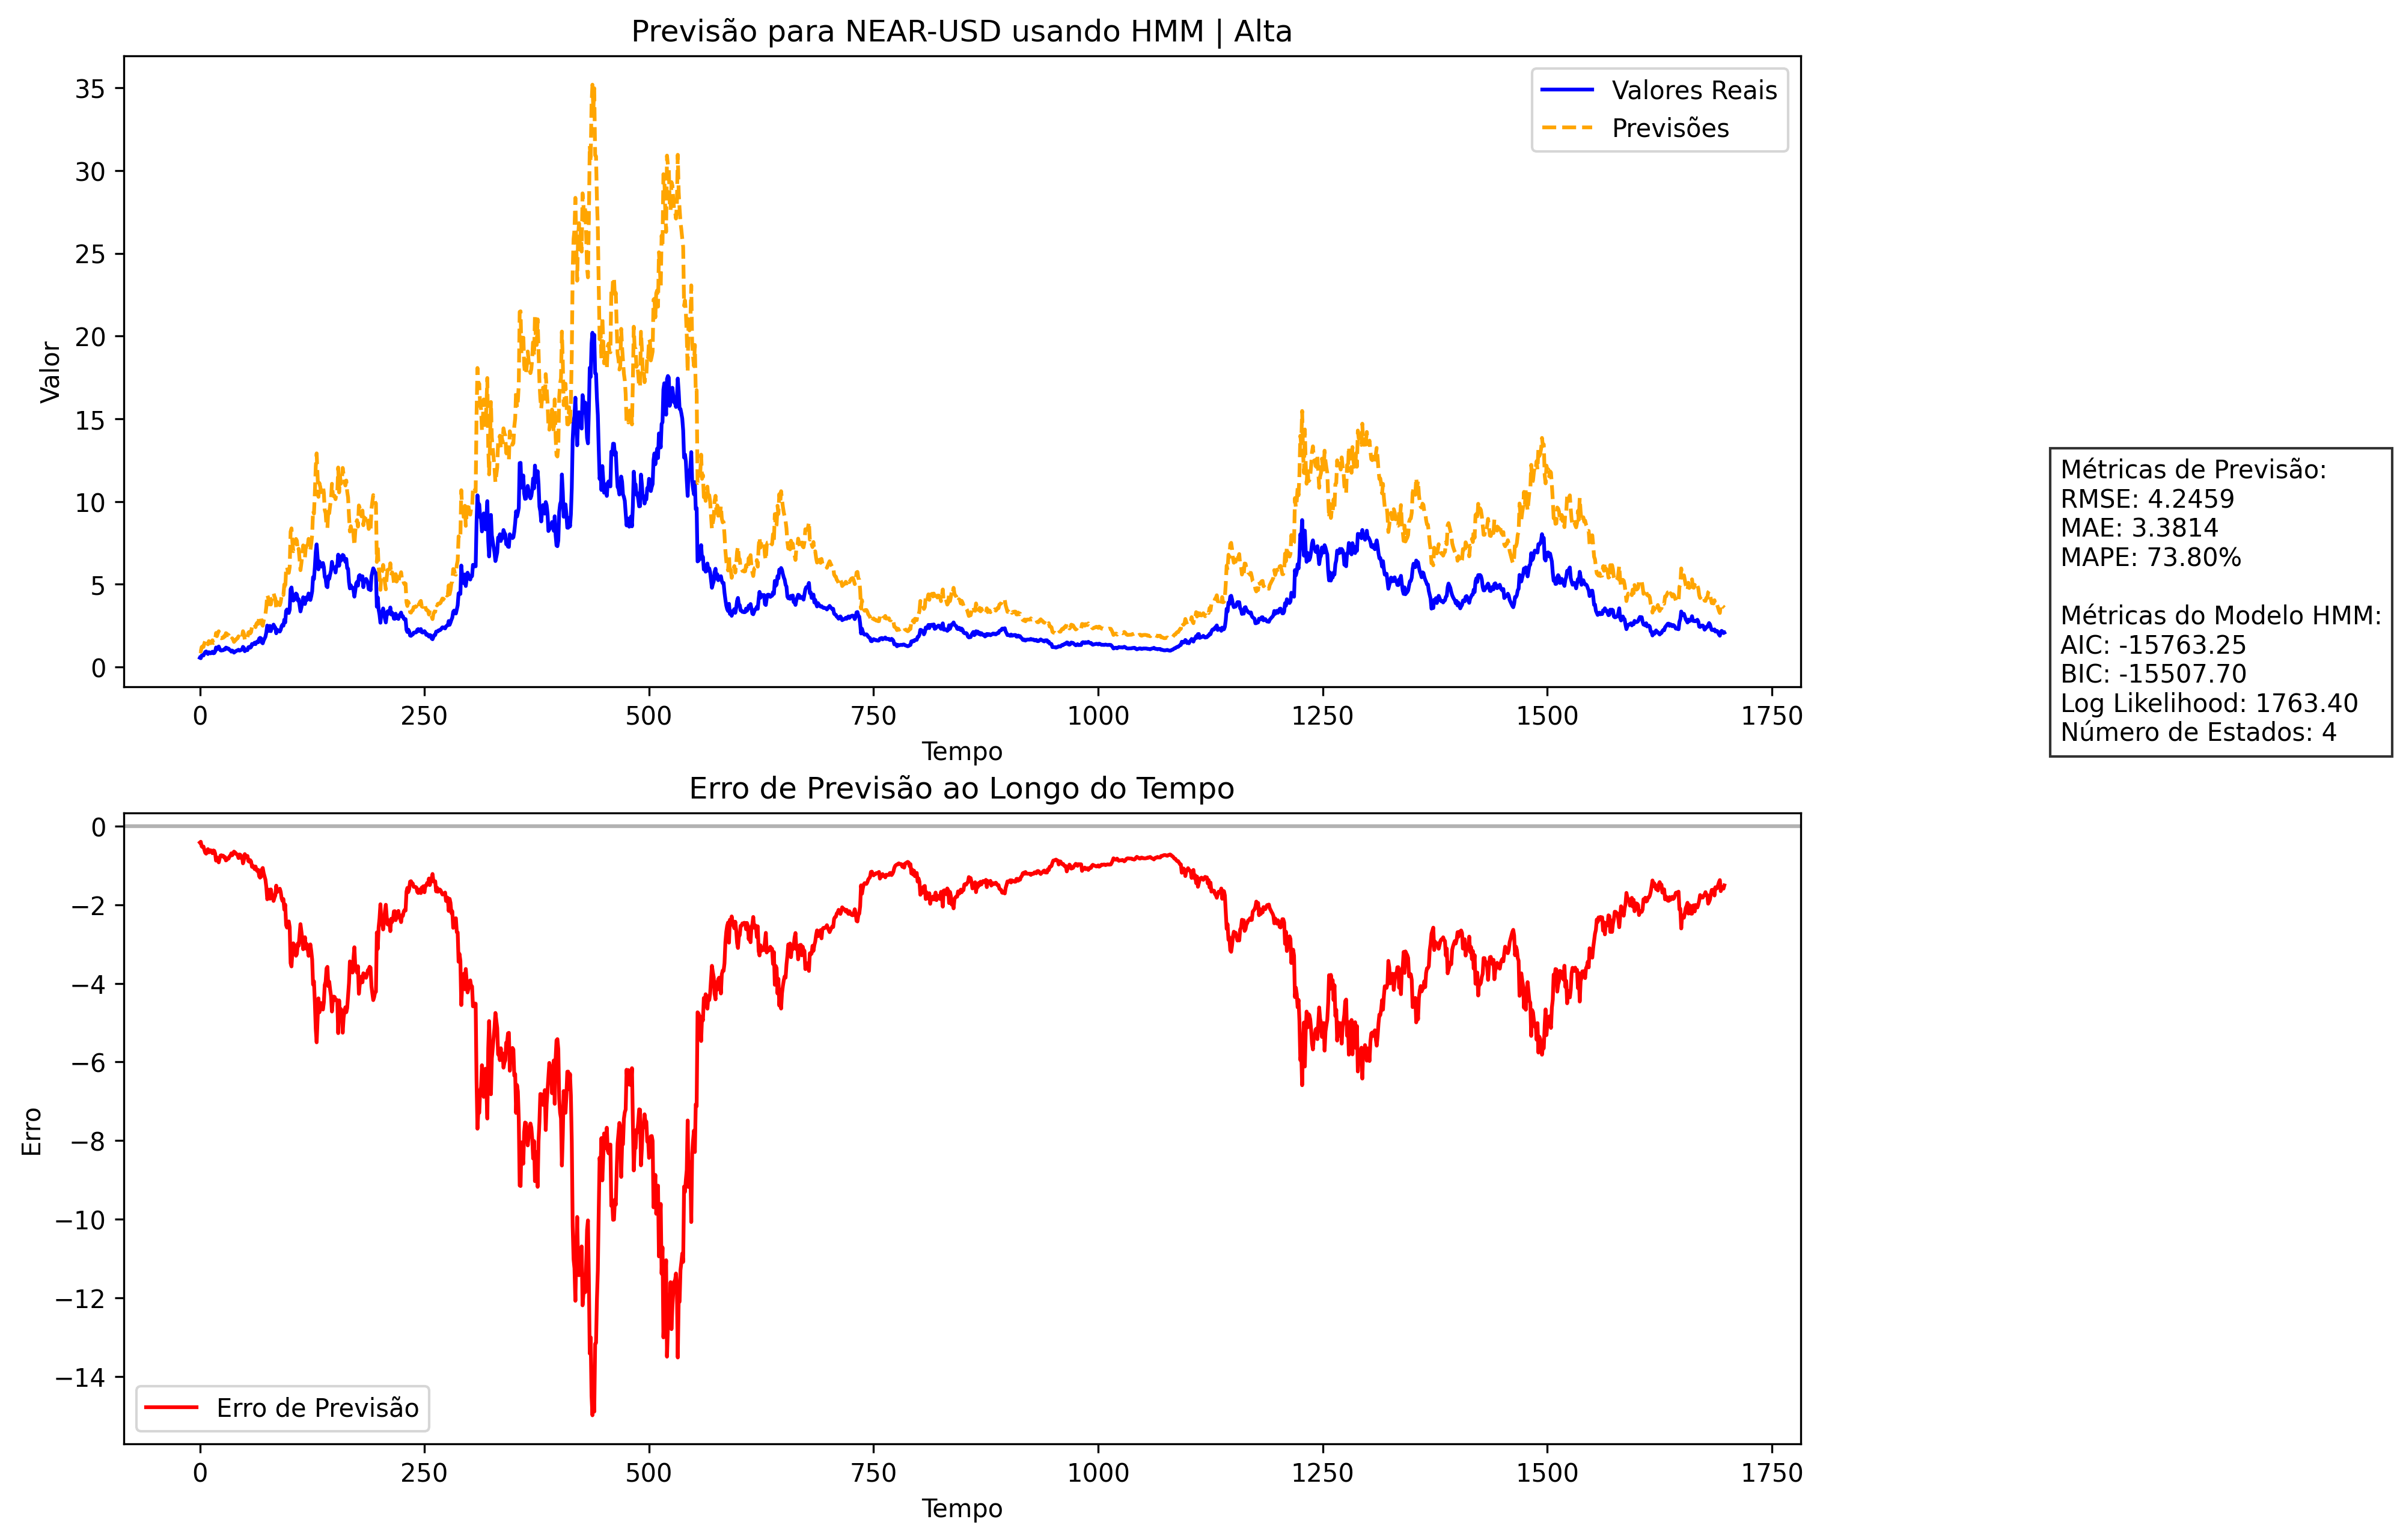 Previsão para NEAR-USD usando HMM | Alta
Valor
35
30
25
20
15
10
5
0
Valores Reais
Previsões
0 250 500 750 1000 1250 1500 1750
Tempo
Métricas de Previsão:
RMSE: 4.2459
MAE: 3.3814
MAPE: 73.80%
Métricas do Modelo HMM:
AIC: -15763.25
BIC: -15507.70
Log Likelihood: 1763.40
Número de Estados: 4
Erro de Previsão ao Longo do Tempo
Erro
0
−2
−4
−6
−8
−10
−12
−14
Erro de Previsão
0 250 500 750 1000 1250 1500 1750
Tempo